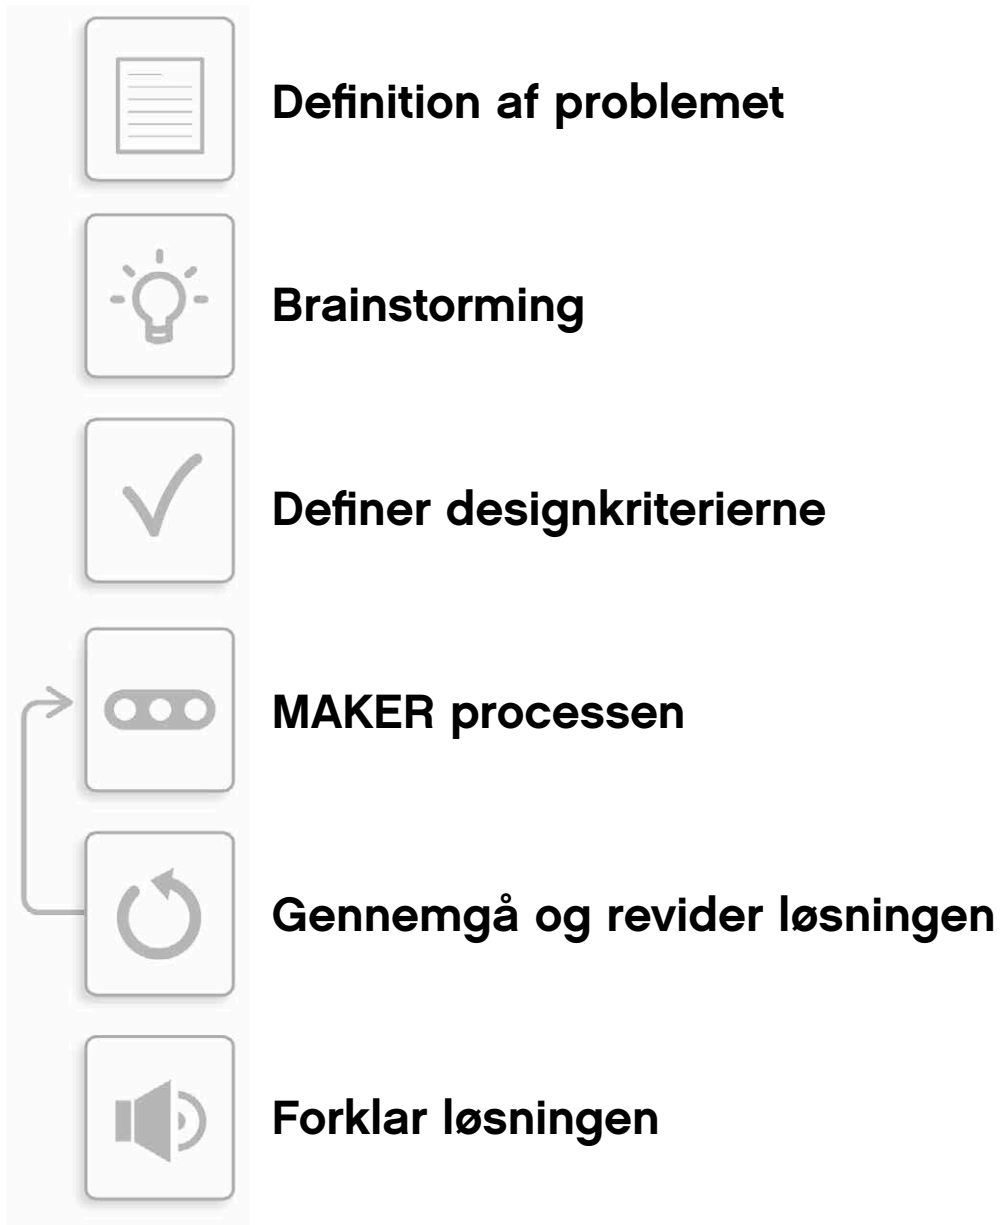 Definition af problemet
Brainstorming
Definer designkriterierne
MAKER processen
Gennemgå og revider løsningen
Forklar løsningen